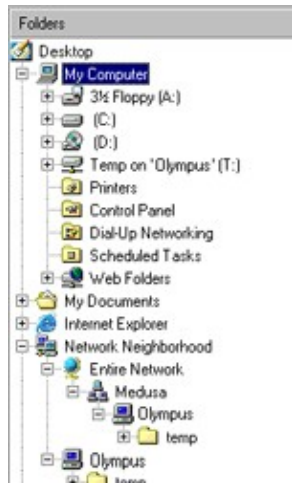 Folders
Desktop
My Computer
3½ Floppy (A:)
(C:)
(D:)
Temp on 'Olympus' (T:)
Printers
Control Panel
Dial-Up Networking
Scheduled Tasks
Web Folders
My Documents
Internet Explorer
Network Neighborhood
Entire Network
Medusa
Olympus
temp
Olympus
temp